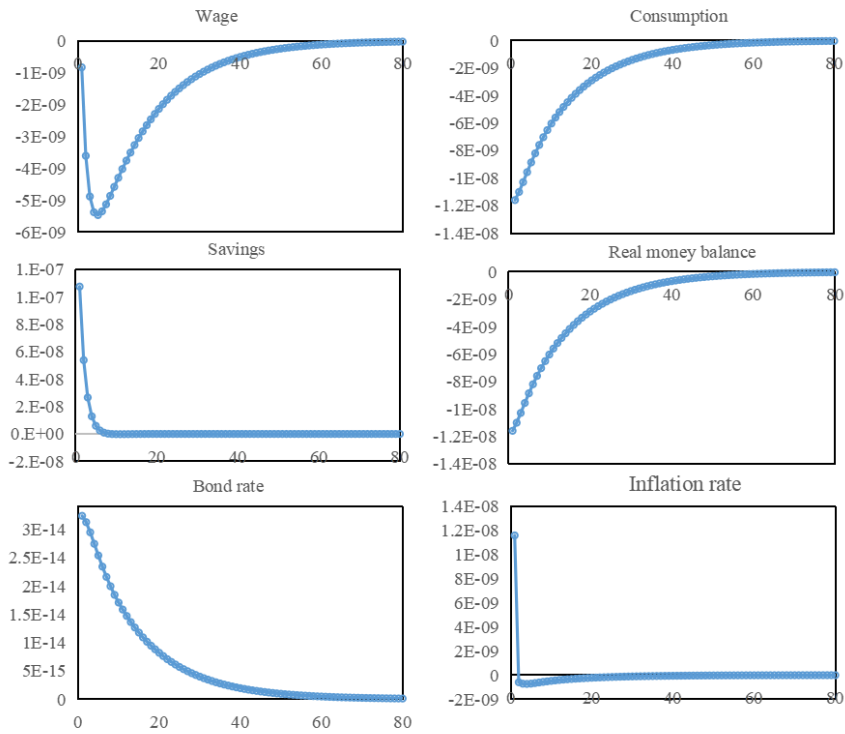 Wage
0
-1E-09
-2E-09
-3E-09
-4E-09
-5E-09
-6E-09
0 20 40 60 80
Consumption
0
-2E-09
-4E-09
-6E-09
-8E-09
-1E-08
-1.2E-08
-1.4E-08
0 20 40 60 80
Savings
1.E-07
1.E-07
8.E-08
6.E-08
4.E-08
2.E-08
0.E+00
-2.E-08
0 20 40 60 80
Real money balance
0
-2E-09
-4E-09
-6E-09
-8E-09
-1E-08
-1.2E-08
-1.4E-08
0 20 40 60 80
Bond rate
3E-14
2.5E-14
2E-14
1.5E-14
1E-14
5E-15
0
0 20 40 60 80
Inflation rate
1.4E-08
1.2E-08
1E-08
8E-09
6E-09
4E-09
2E-09
0
-2E-09
0 20 40 60 80